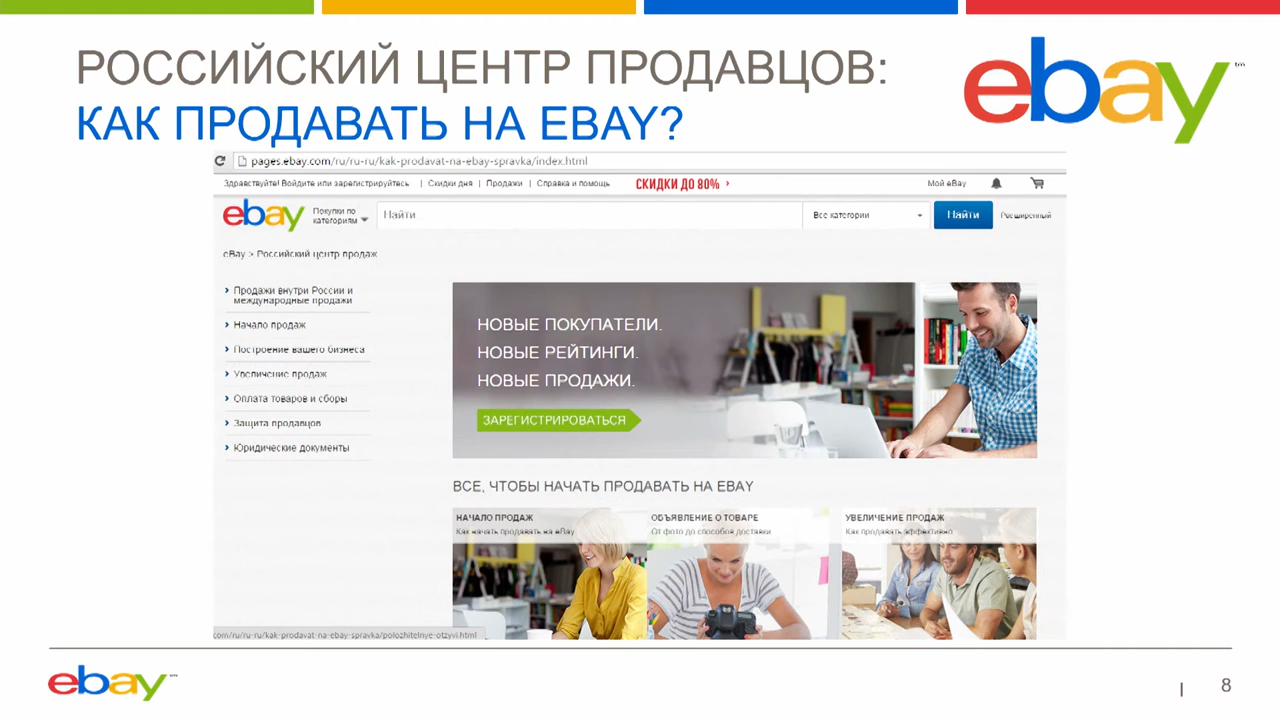 РОССИЙСКИЙ ЦЕНТР ПРОДАВЦОВ:
КАК ПРОДАВАТЬ НА EBAY?
ebay™
pages.ebay.com/ru/ru-ru/kak-prodavat-na-ebay-spravka/index.html
Здравствуйте! Войдите или зарегистрируйтесь | Скидки дня | Продажи | Справка и помощь СКИДКИ ДО 80% › Мой eBay
ebay Покупки по категориям Найти... Все категории Найти Расширенный
eBay > Российский центр продаж
Продажи внутри России и
международные продажи
Начало продаж
Построение вашего бизнеса
Увеличение продаж
Оплата товаров и сборы
Защита продавцов
Юридические документы
НОВЫЕ ПОКУПАТЕЛИ.
НОВЫЕ РЕЙТИНГИ.
НОВЫЕ ПРОДАЖИ.
ЗАРЕГИСТРИРОВАТЬСЯ
ВСЕ, ЧТОБЫ НАЧАТЬ ПРОДАВАТЬ НА EBAY
НАЧАЛО ПРОДАЖ
Как начать продавать на eBay
ОБЪЯВЛЕНИЕ О ТОВАРЕ
От фото до способов доставки
УВЕЛИЧЕНИЕ ПРОДАЖ
Как продавать эффективно
com/ru/ru-ru/kak-prodavat-na-ebay-spravka/polozhitelnye-otzyvi.html
ebay™
| 8